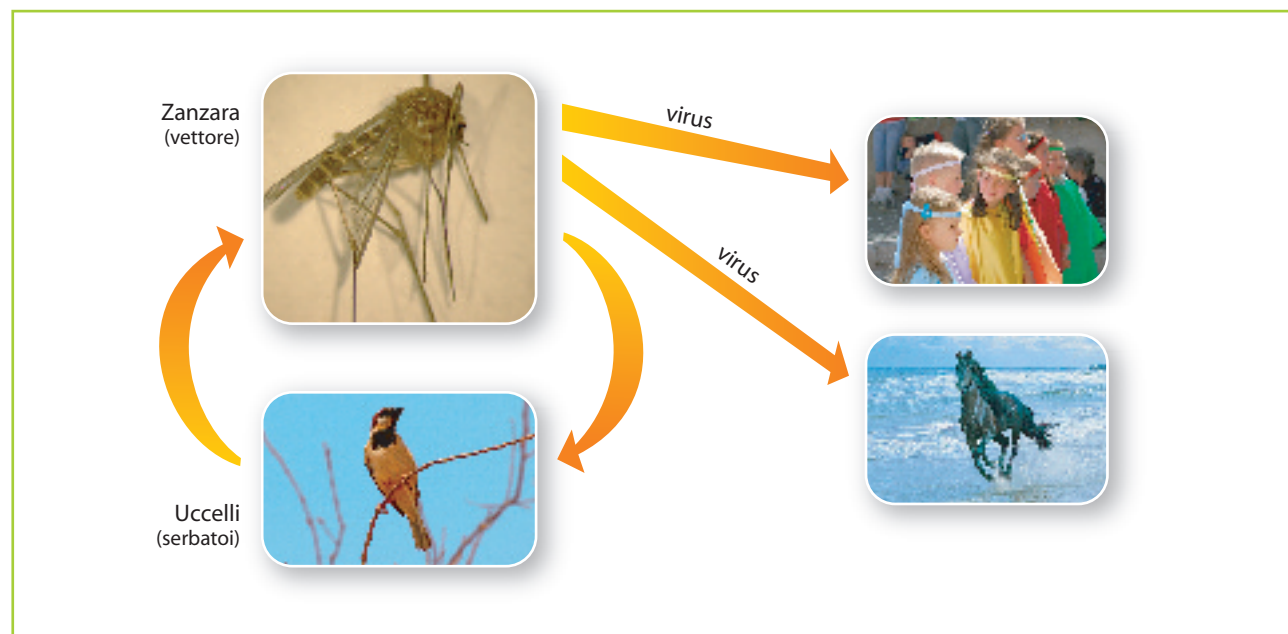 Zanzara
(vettore)
virus
virus
Uccelli
(serbatoi)